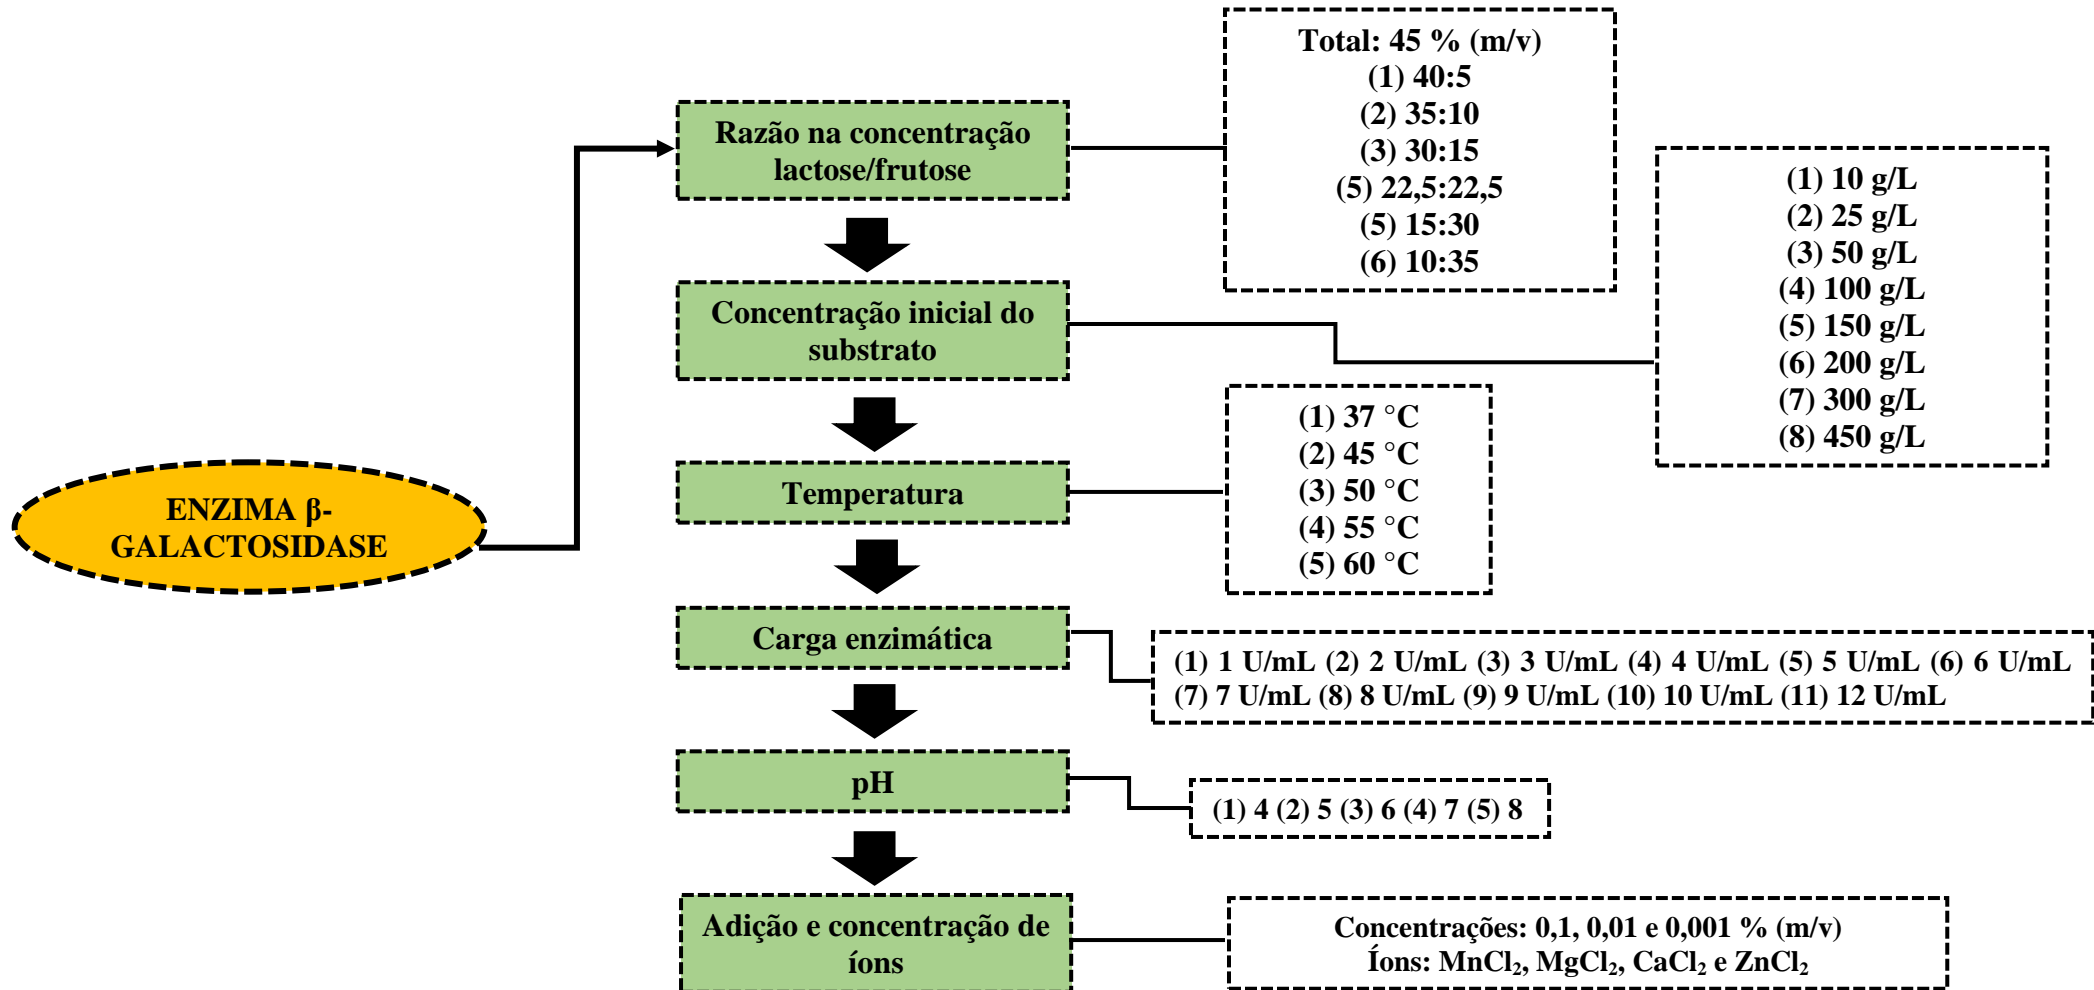 ENZIMA β-
GALACTOSIDASE
Razão na concentração
lactose/frutose
Total: 45 % (m/v)
(1) 40:5
(2) 35:10
(3) 30:15
(5) 22,5:22,5
(5) 15:30
(6) 10:35
Concentração inicial do
substrato
(1) 10 g/L
(2) 25 g/L
(3) 50 g/L
(4) 100 g/L
(5) 150 g/L
(6) 200 g/L
(7) 300 g/L
(8) 450 g/L
Temperatura
(1) 37 °C
(2) 45 °C
(3) 50 °C
(4) 55 °C
(5) 60 °C
Carga enzimática
(1) 1 U/mL (2) 2 U/mL (3) 3 U/mL (4) 4 U/mL (5) 5 U/mL (6) 6 U/mL
(7) 7 U/mL (8) 8 U/mL (9) 9 U/mL (10) 10 U/mL (11) 12 U/mL
pH
(1) 4 (2) 5 (3) 6 (4) 7 (5) 8
Adição e concentração de
íons
Concentrações: 0,1, 0,01 e 0,001 % (m/v)
Íons: MnCl₂, MgCl₂, CaCl₂ e ZnCl₂